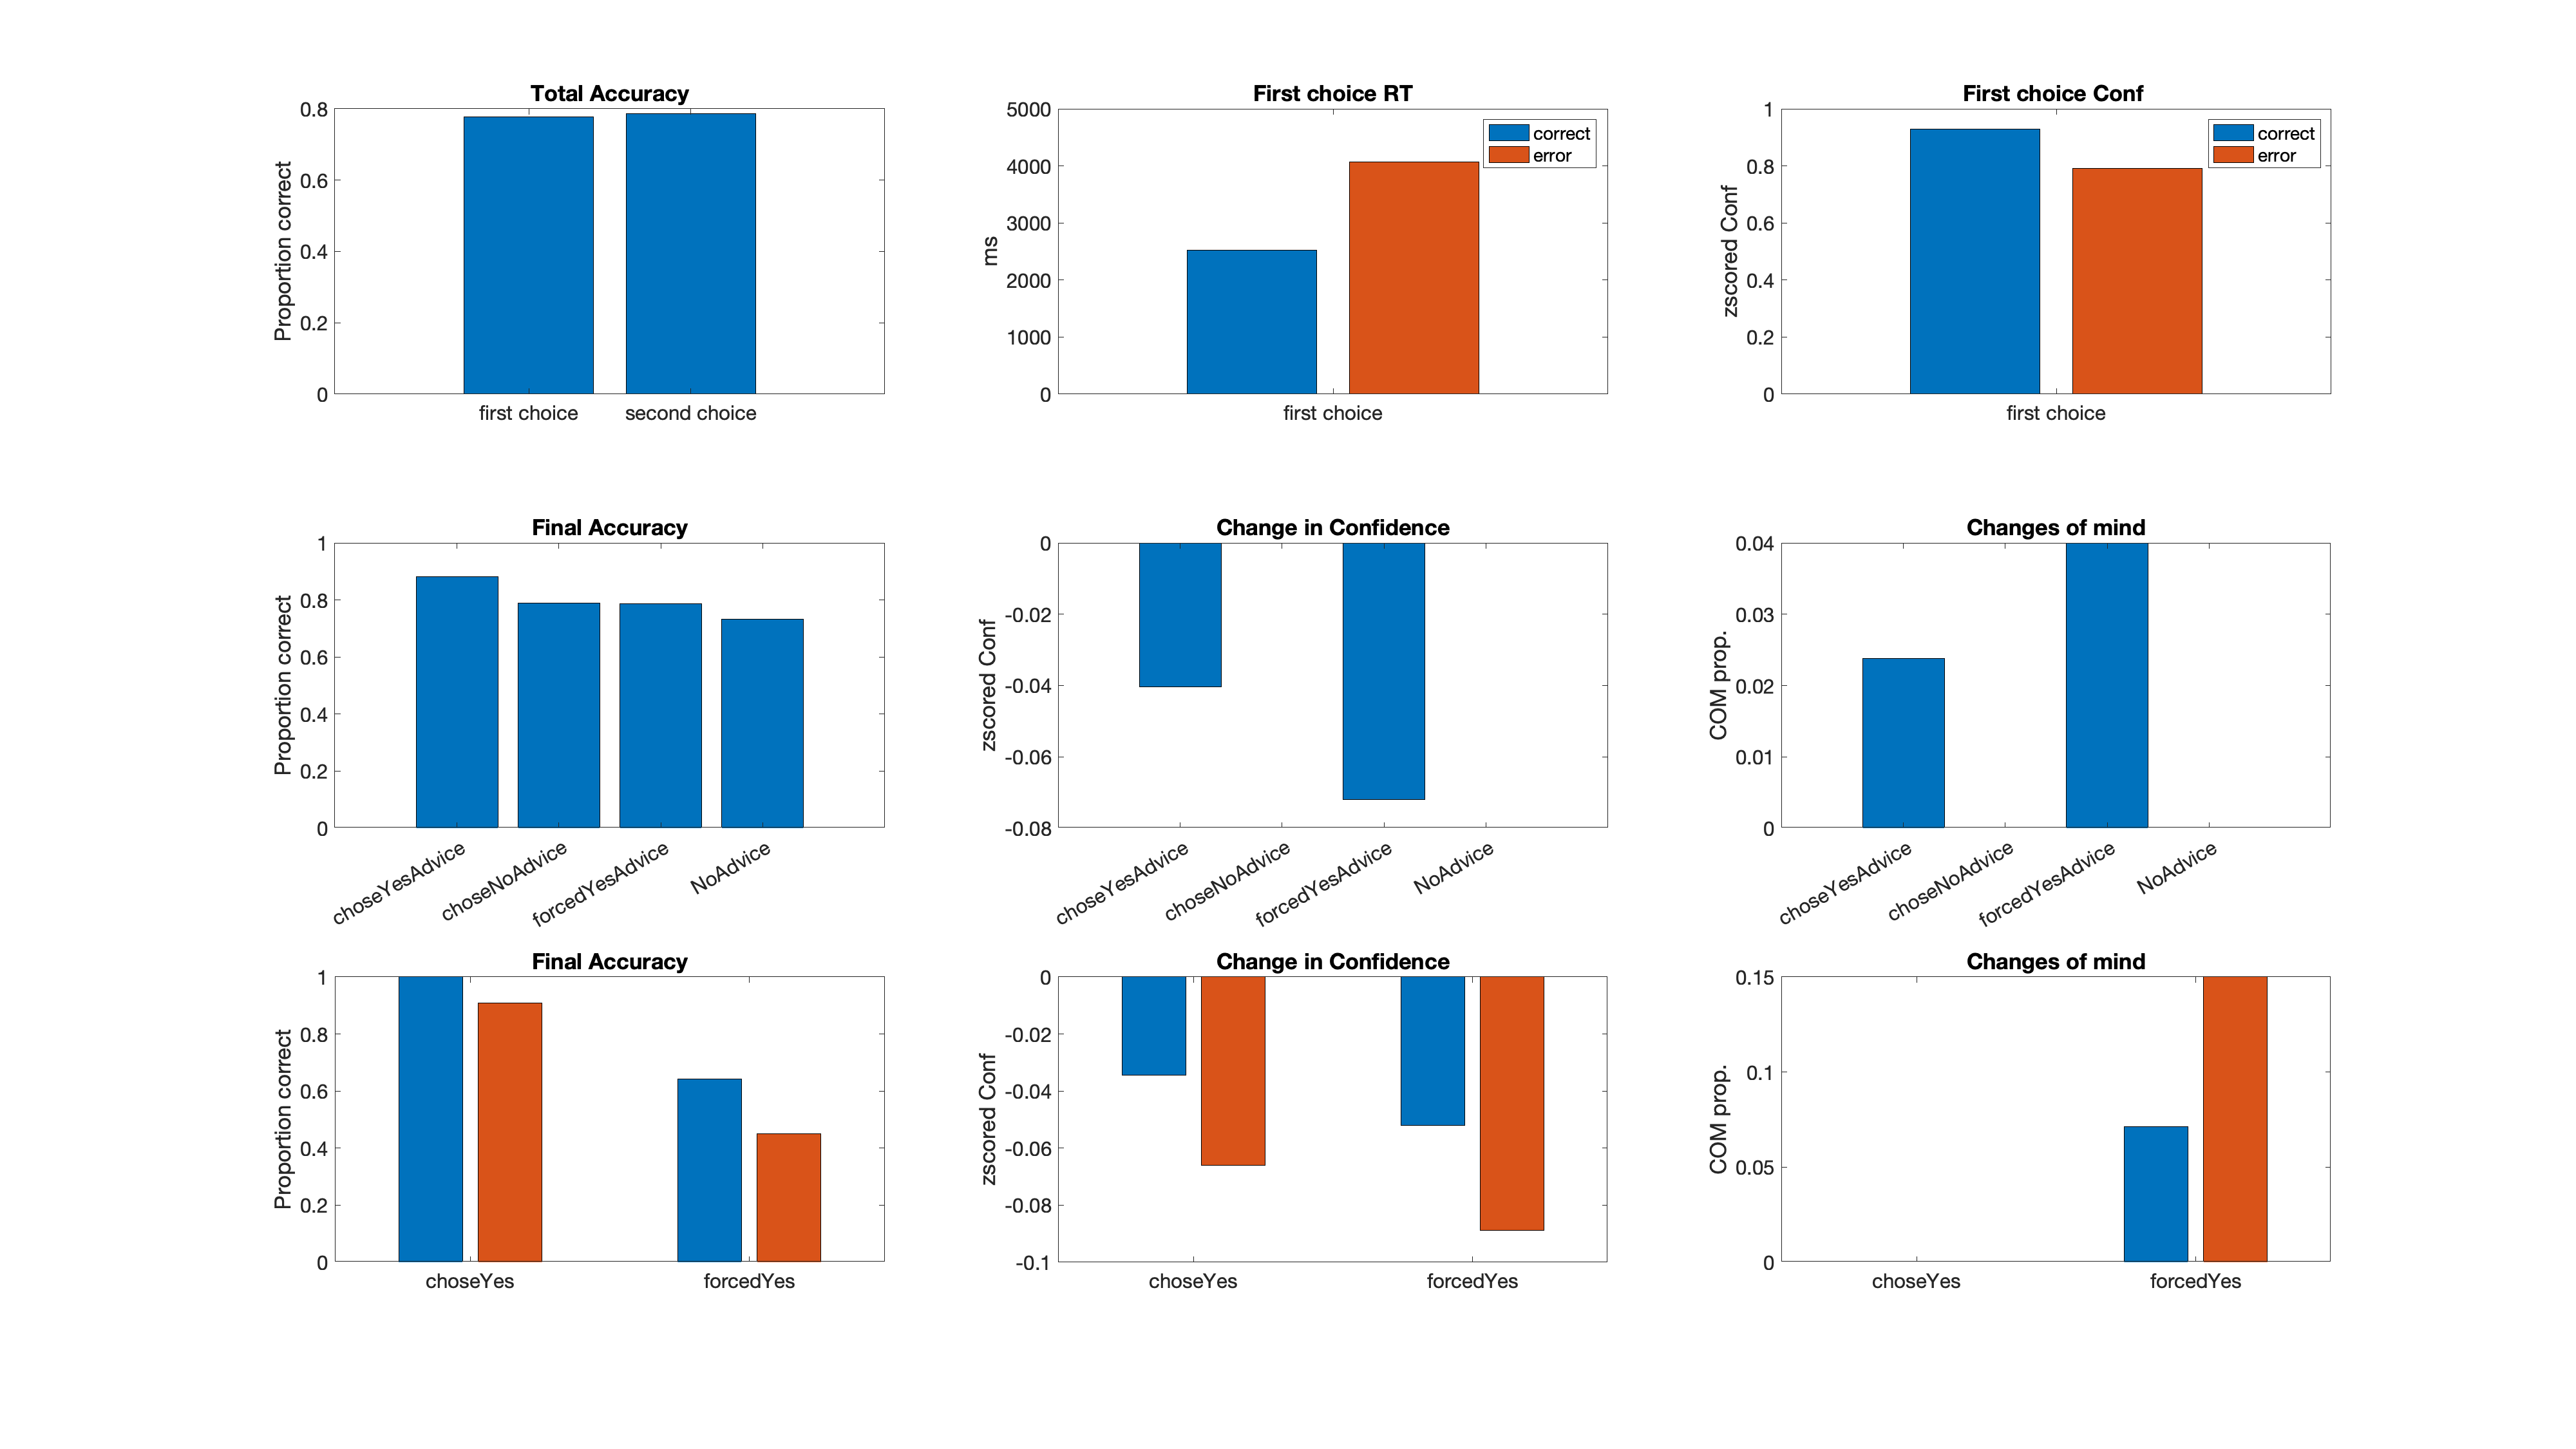 Total Accuracy
Proportion correct
0.8
0.6
0.4
0.2
0
first choice second choice
First choice RT
ms
5000
4000
3000
2000
1000
0
correct
error
first choice
First choice Conf
zscored Conf
1
0.8
0.6
0.4
0.2
0
correct
error
first choice
Final Accuracy
Proportion correct
1
0.8
0.6
0.4
0.2
0
choseYesAdvice
choseNoAdvice
forcedYesAdvice
NoAdvice
Change in Confidence
zscored Conf
0
-0.02
-0.04
-0.06
-0.08
choseYesAdvice
choseNoAdvice
forcedYesAdvice
NoAdvice
Changes of mind
COM prop.
0.04
0.03
0.02
0.01
0
choseYesAdvice
choseNoAdvice
forcedYesAdvice
NoAdvice
Final Accuracy
Proportion correct
1
0.8
0.6
0.4
0.2
0
choseYes forcedYes
Change in Confidence
zscored Conf
0
-0.02
-0.04
-0.06
-0.08
-0.1
choseYes forcedYes
Changes of mind
COM prop.
0.15
0.1
0.05
0
choseYes forcedYes